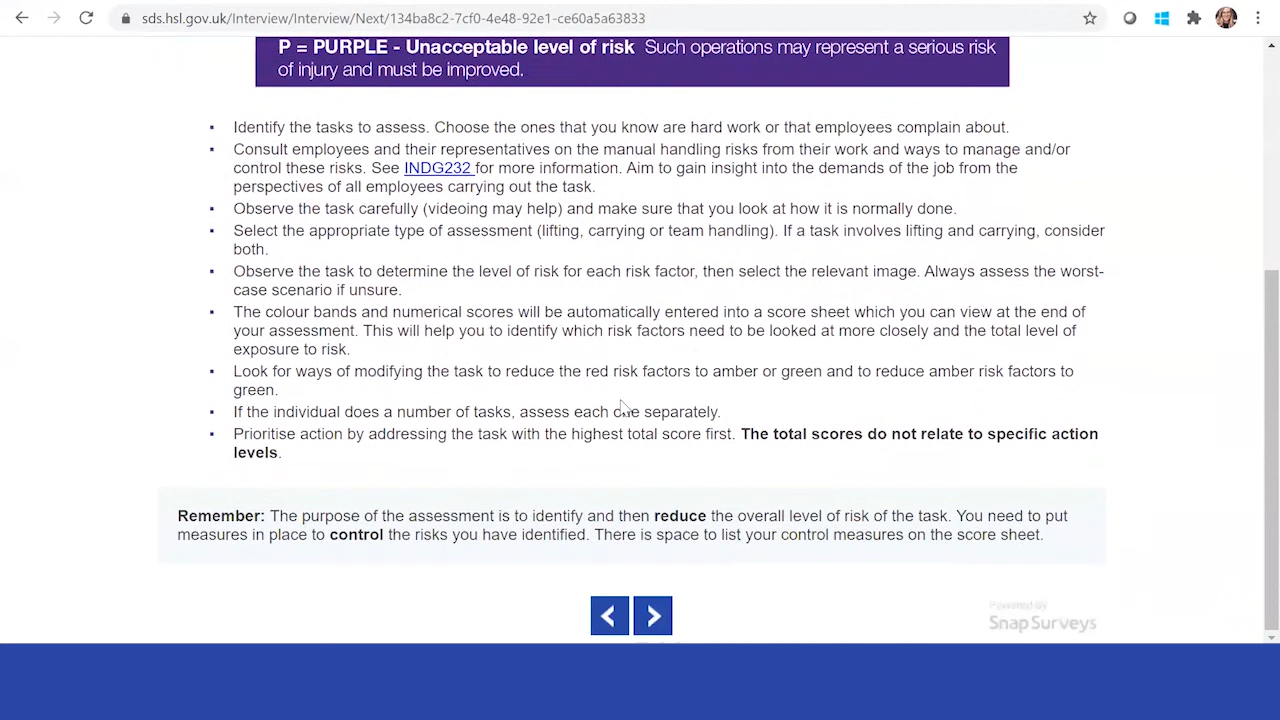 sds.hsl.gov.uk/Interview/Interview/Next/134ba8c2-7cf0-4e48-92e1-ce60a5a63833
P = PURPLE - Unacceptable level of risk Such operations may represent a serious risk
of injury and must be improved.
▪ Identify the tasks to assess. Choose the ones that you know are hard work or that employees complain about.
▪ Consult employees and their representatives on the manual handling risks from their work and ways to manage and/or
control these risks. See INDG232 for more information. Aim to gain insight into the demands of the job from the
perspectives of all employees carrying out the task.
▪ Observe the task carefully (videoing may help) and make sure that you look at how it is normally done.
▪ Select the appropriate type of assessment (lifting, carrying or team handling). If a task involves lifting and carrying, consider
both.
▪ Observe the task to determine the level of risk for each risk factor, then select the relevant image. Always assess the worst-
case scenario if unsure.
▪ The colour bands and numerical scores will be automatically entered into a score sheet which you can view at the end of
your assessment. This will help you to identify which risk factors need to be looked at more closely and the total level of
exposure to risk.
▪ Look for ways of modifying the task to reduce the red risk factors to amber or green and to reduce amber risk factors to
green.
▪ If the individual does a number of tasks, assess each one separately.
▪ Prioritise action by addressing the task with the highest total score first. The total scores do not relate to specific action
levels.
Remember: The purpose of the assessment is to identify and then reduce the overall level of risk of the task. You need to put
measures in place to control the risks you have identified. There is space to list your control measures on the score sheet.
Powered By
Snap Surveys